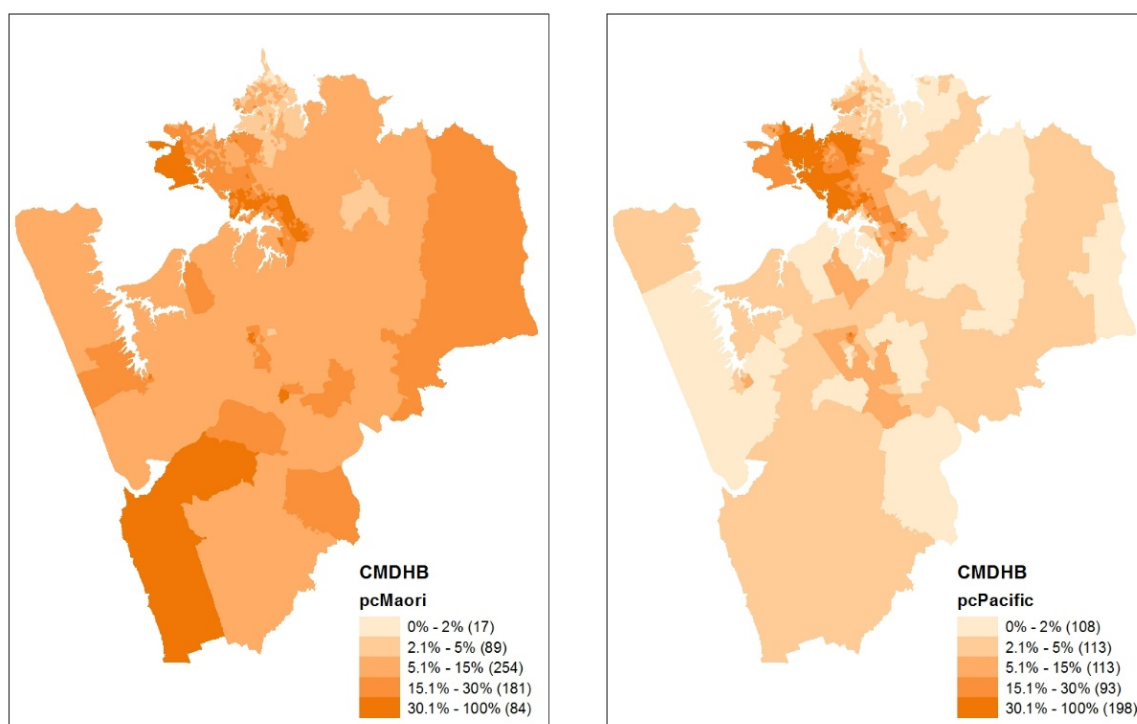 CMDHB
pcMaori
0% - 2% (17)
2.1% - 5% (89)
5.1% - 15% (254)
15.1% - 30% (181)
30.1% - 100% (84)
CMDHB
pcPacific
0% - 2% (108)
2.1% - 5% (113)
5.1% - 15% (113)
15.1% - 30% (93)
30.1% - 100% (198)